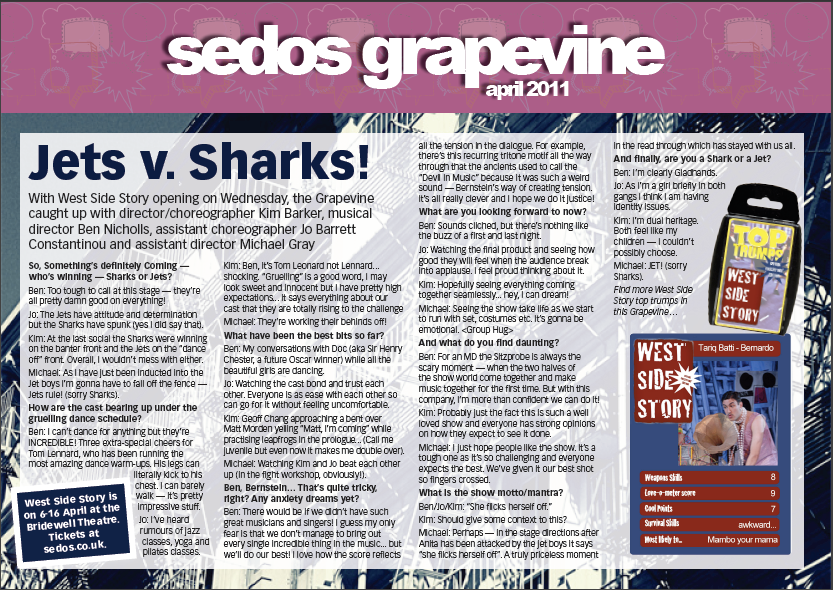 sedos grapevine
april 2011
Jets v. Sharks!
With West Side Story opening on Wednesday, the Grapevine
caught up with director/choreographer Kim Barker, musical
director Ben Nicholls, assistant choreographer Jo Barrett
Constantinou and assistant director Michael Gray
So, Something's definitely Coming —
who's winning — Sharks or Jets?
Ben: Too tough to call at this stage — they're
all pretty damn good on everything!
Jo: The Jets have attitude and determination
but the Sharks have spunk (yes I did say that).
Kim: At the last social the Sharks were winning
on the banter front and the Jets on the "dance
off" front. Overall, I wouldn't mess with either.
Michael: As I have just been inducted into the
Jet boys I'm gonna have to fall off the fence —
Jets rule! (sorry Sharks).
How are the cast bearing up under the
gruelling dance schedule?
Ben: I can't dance for anything but they're
INCREDIBLE! Three extra-special cheers for
Tom Lennard, who has been running the
most amazing dance warm-ups. His legs can
literally kick to his
chest. I can barely
walk — it's pretty
impressive stuff.
Jo: I've heard
rumours of jazz
classes, yoga and
pilates classes.
West Side Story is
on 6-16 April at the
Bridewell Theatre.
Tickets at
sedos.co.uk.
Kim: Ben, it's Tom Leonard not Lennard...
shocking. "Gruelling" is a good word, I may
look sweet and innocent but I have pretty high
expectations... It says everything about our
cast that they are totally rising to the challenge
Michael: They're working their behinds off!
What have been the best bits so far?
Ben: My conversations with Doc (aka Sir Henry
Chester, a future Oscar winner) while all the
beautiful girls are dancing.
Jo: Watching the cast bond and trust each
other. Everyone is as ease with each other so
can go for it without feeling uncomfortable.
Kim: Geoff Chang approaching a bent over
Matt Morden yelling "Matt, I'm coming" while
practising leapfrogs in the prologue... (Call me
juvenile but even now it makes me double over).
Michael: Watching Kim and Jo beat each other
up (in the fight workshop, obviously!).
Ben, Bernstein... That's quite tricky,
right? Any anxiety dreams yet?
Ben: There would be if we didn't have such
great musicians and singers! I guess my only
fear is that we don't manage to bring out
every single incredible thing in the music... but
we'll do our best! I love how the score reflects
all the tension in the dialogue. For example,
there's this recurring tritone motif all the way
through that the ancients used to call the
"Devil in Music" because it was such a weird
sound — Bernstein's way of creating tension.
It's all really clever and I hope we do it justice!
What are you looking forward to now?
Ben: Sounds cliched, but there's nothing like
the buzz of a first and last night.
Jo: Watching the final product and seeing how
good they will feel when the audience break
into applause. I feel proud thinking about it.
Kim: Hopefully seeing everything coming
together seamlessly... hey, I can dream!
Michael: Seeing the show take life as we start
to run with set, costumes etc. It's gonna be
emotional. <Group Hug>
And what do you find daunting?
Ben: For an MD the Sitzprobe is always the
scary moment — when the two halves of
the show world come together and make
music together for the first time. But with this
company, I'm more than confident we can do it!
Kim: Probably just the fact this is such a well
loved show and everyone has strong opinions
on how they expect to see it done.
Michael: I just hope people like the show. It's a
tough one as it's so challenging and everyone
expects the best. We've given it our best shot
so fingers crossed.
What is the show motto/mantra?
Ben/Jo/Kim: "She flicks herself off."
Kim: Should give some context to this?
Michael: Perhaps — in the stage directions after
Anita has been attacked by the jet boys it says
"she flicks herself off". A truly priceless moment
in the read through which has stayed with us all.
And finally, are you a Shark or a Jet?
Ben: I'm clearly Gladhands.
Jo: As I'm a girl briefly in both
gangs I think I am having
identity issues.
Kim: I'm dual heritage.
Both feel like my
children — I couldn't
possibly choose.
Michael: JET! (sorry
Sharks).
Find more West Side
Story top trumps in
this Grapevine...
TOP
TRUMPS
WEST
SIDE
STORY
WEST
SIDE
STORY
Tariq Batti - Bernardo
Weapons Skills 8
Love-o-meter score 9
Cool Points 7
Survival Skills awkward...
Most likely to.. Mambo your mama